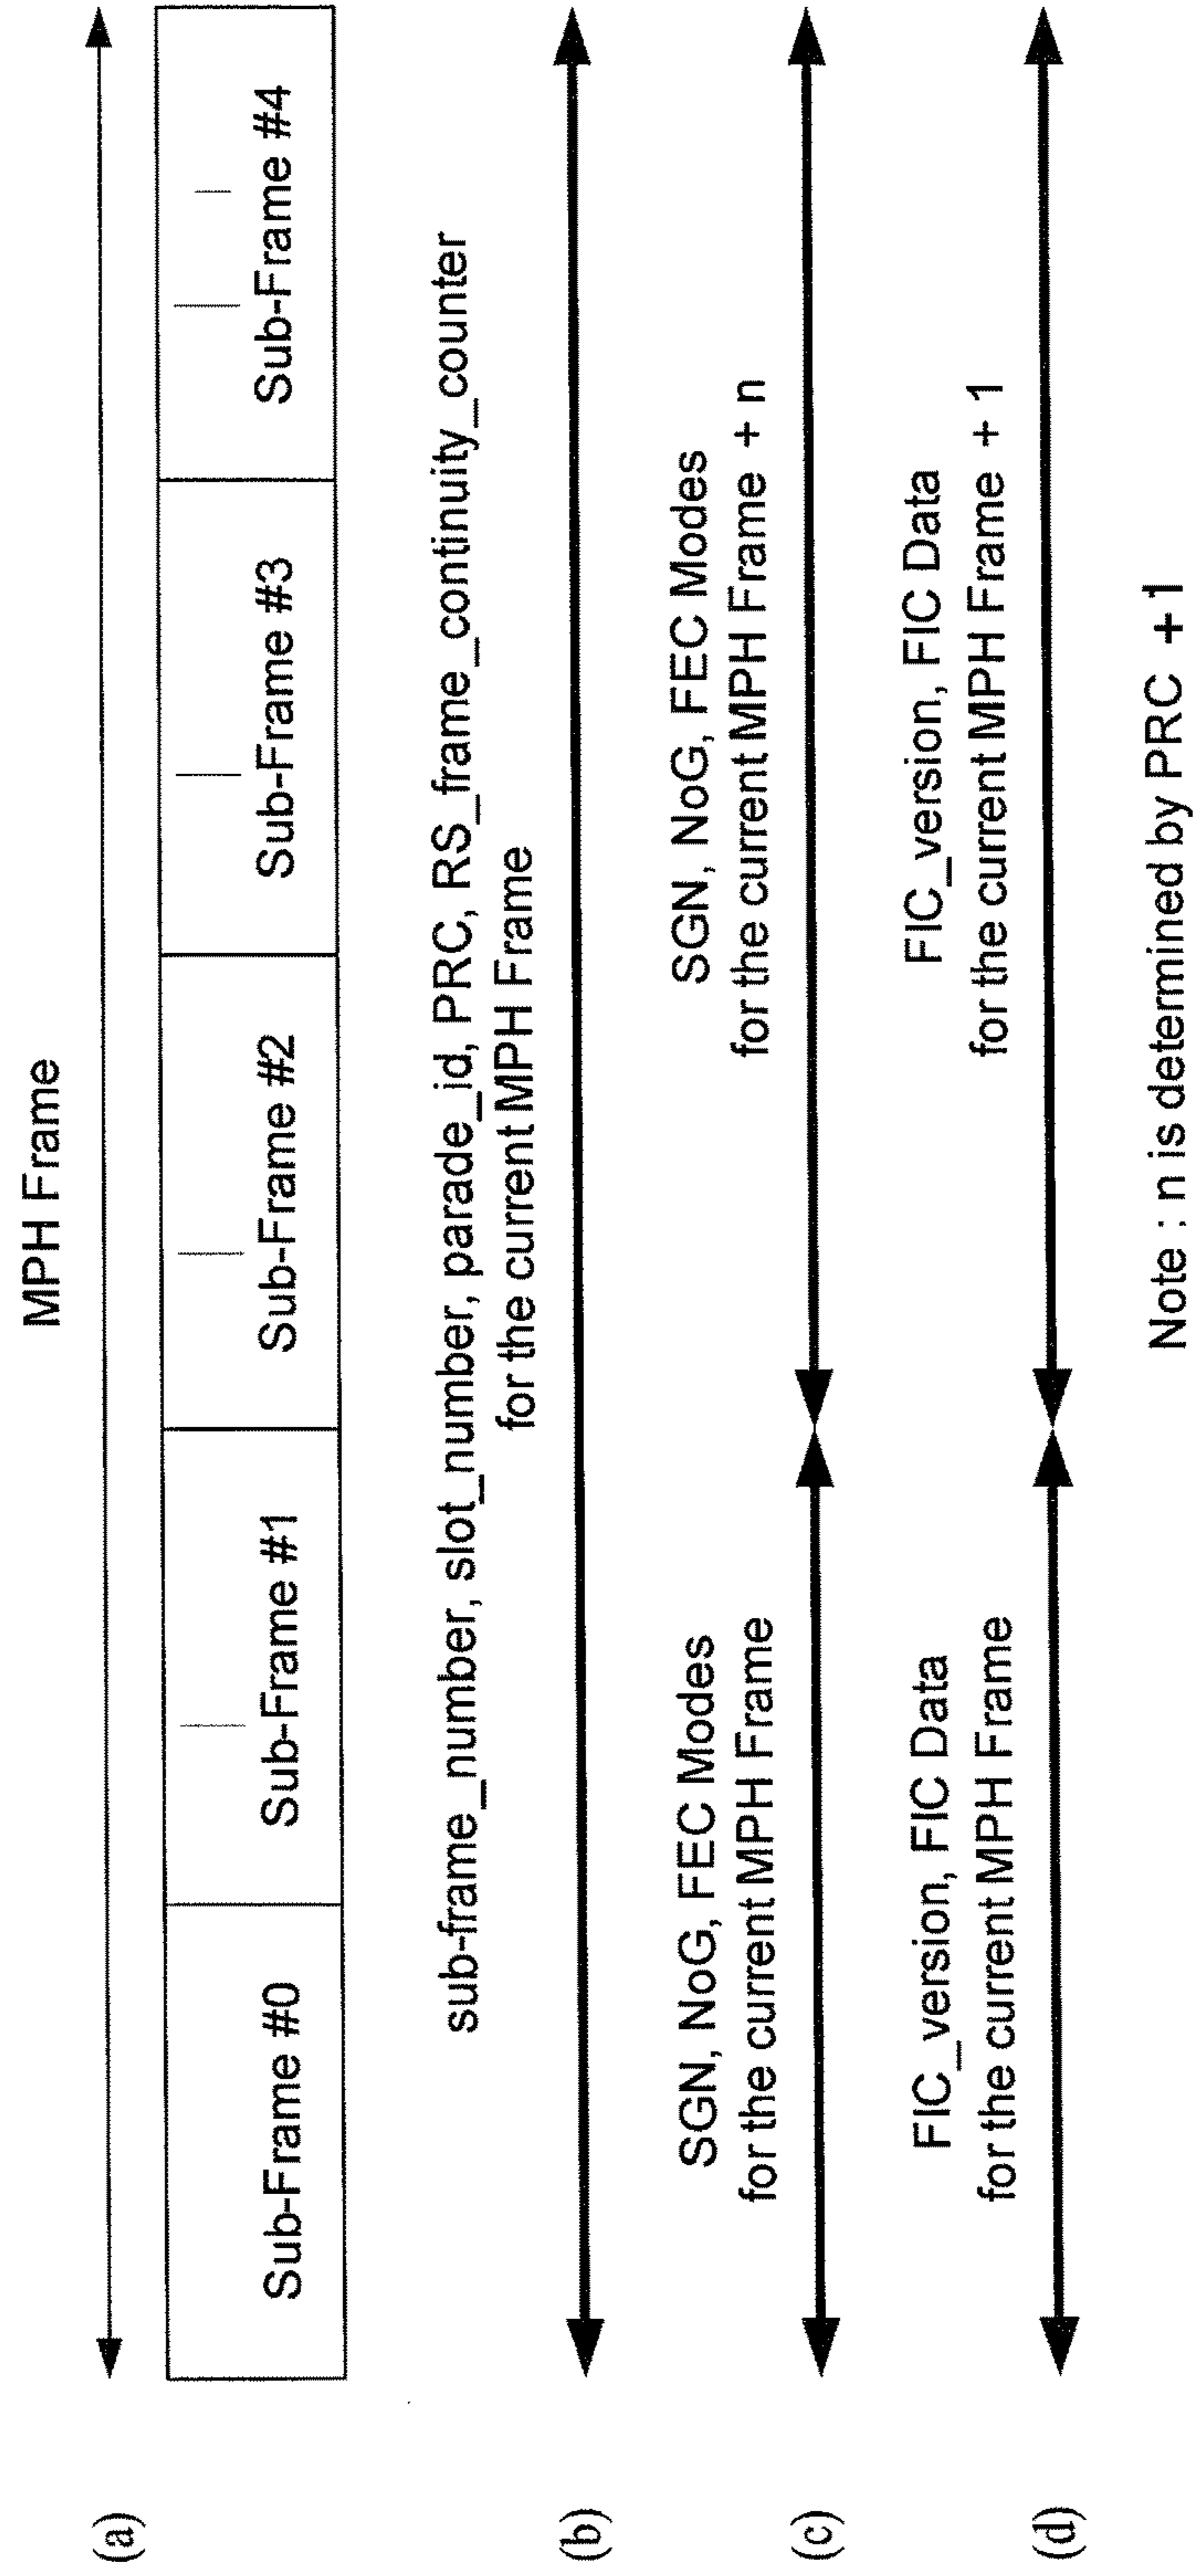 MPH Frame
(a)
Sub-Frame #0
Sub-Frame #1
Sub-Frame #2
Sub-Frame #3
Sub-Frame #4
sub-frame_number, slot_number, parade_id, PRC, RS_frame_continuity_counter
for the current MPH Frame
(b)
SGN, NoG, FEC Modes
for the current MPH Frame
SGN, NoG, FEC Modes
for the current MPH Frame + n
(c)
FIC_version, FIC Data
for the current MPH Frame
FIC_version, FIC Data
for the current MPH Frame + 1
(d)
Note : n is determined by PRC +1